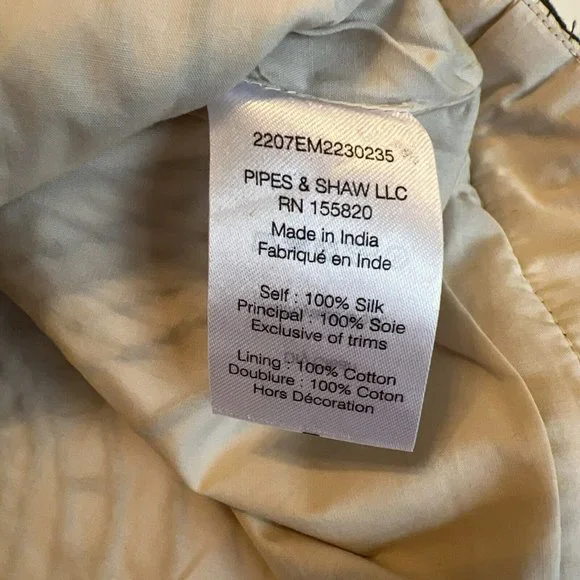 2207EM2230235
PIPES & SHAW LLC
RN 155820
Made in India
Fabriqué en Inde
Self : 100% Silk
Principal : 100% Soie
Exclusive of trims
Lining : 100% Cotton
Doublure : 100% Coton
Hors Décoration